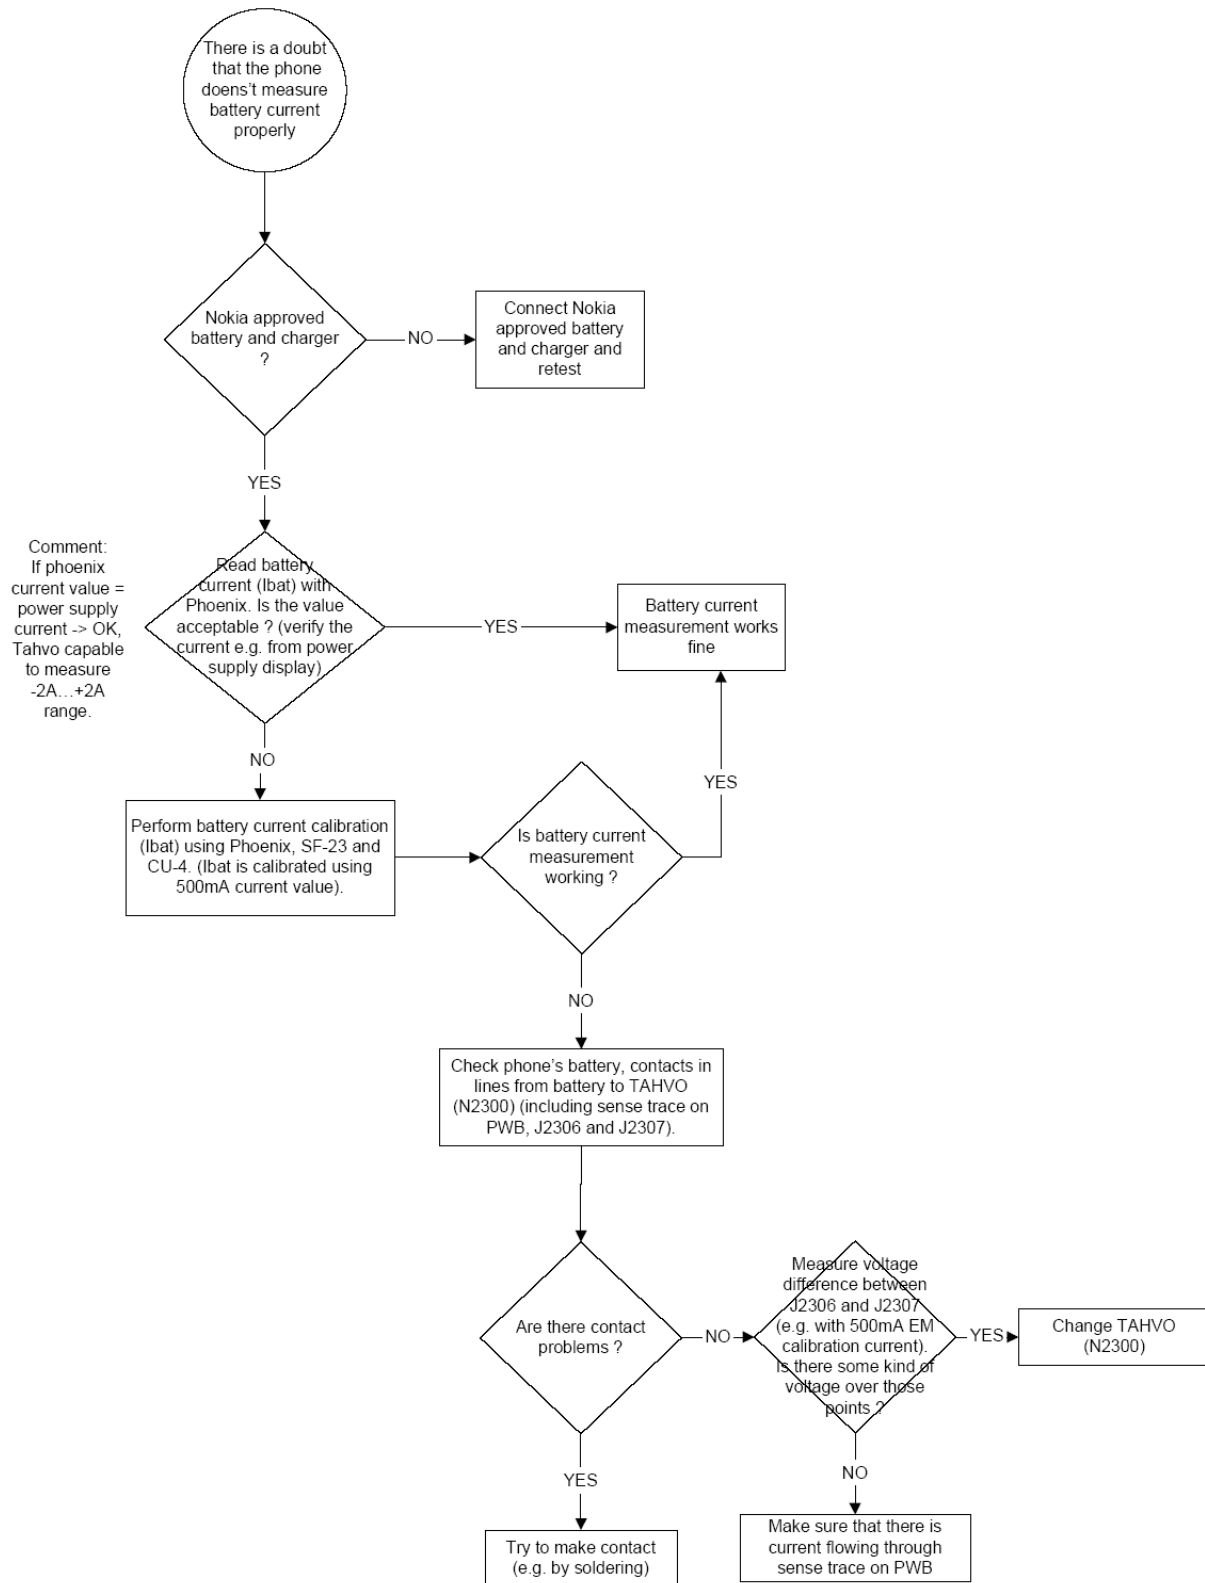 There is a doubt
that the phone
doens't measure
battery current
properly
Nokia approved
battery and charger
?
NO
Connect Nokia
approved battery
and charger and
retest
YES
Comment:
If phoenix
current value =
power supply
current -> OK,
Tahvo capable
to measure
-2A…+2A
range.
Read battery
current (Ibat) with
Phoenix. Is the value
acceptable ? (verify the
current e.g. from power
supply display)
YES
Battery current
measurement works
fine
NO
YES
Perform battery current calibration
(Ibat) using Phoenix, SF-23 and
CU-4. (Ibat is calibrated using
500mA current value).
Is battery current
measurement
working ?
NO
Check phone's battery, contacts in
lines from battery to TAHVO
(N2300) (including sense trace on
PWB, J2306 and J2307).
Are there contact
problems ?
NO
Measure voltage
difference between
J2306 and J2307
(e.g. with 500mA EM
calibration current).
Is there some kind of
voltage over those
points ?
YES
Change TAHVO
(N2300)
YES
NO
Try to make contact
(e.g. by soldering)
Make sure that there is
current flowing through
sense trace on PWB